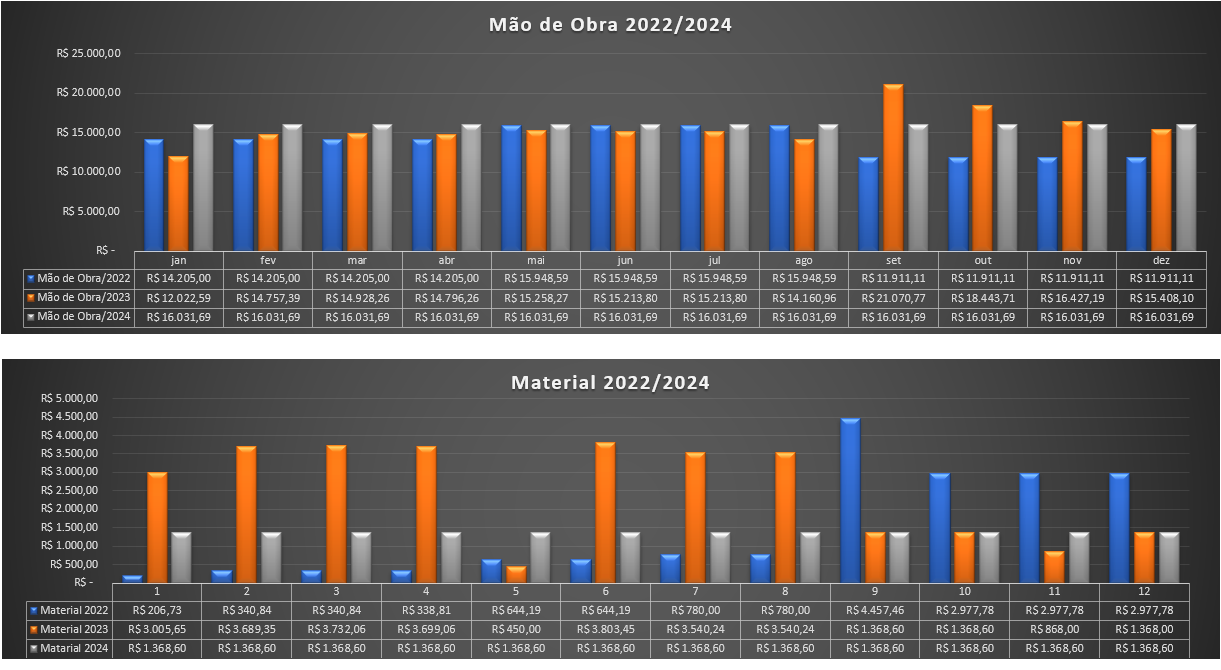 Mão de Obra 2022/2024
R$ 25.000,00
R$ 20.000,00
R$ 15.000,00
R$ 10.000,00
R$ 5.000,00
R$ -
jan fev mar abr mai jun jul ago set out nov dez
Mão de Obra/2022 R$ 14.205,00 R$ 14.205,00 R$ 14.205,00 R$ 14.205,00 R$ 15.948,59 R$ 15.948,59 R$ 15.948,59 R$ 15.948,59 R$ 11.911,11 R$ 11.911,11 R$ 11.911,11 R$ 11.911,11
Mão de Obra/2023 R$ 12.022,59 R$ 14.757,39 R$ 14.928,26 R$ 14.796,26 R$ 15.258,27 R$ 15.213,80 R$ 15.213,80 R$ 14.160,96 R$ 21.070,77 R$ 18.443,71 R$ 16.427,19 R$ 15.408,10
Mão de Obra/2024 R$ 16.031,69 R$ 16.031,69 R$ 16.031,69 R$ 16.031,69 R$ 16.031,69 R$ 16.031,69 R$ 16.031,69 R$ 16.031,69 R$ 16.031,69 R$ 16.031,69 R$ 16.031,69 R$ 16.031,69
Material 2022/2024
R$ 5.000,00
R$ 4.500,00
R$ 4.000,00
R$ 3.500,00
R$ 3.000,00
R$ 2.500,00
R$ 2.000,00
R$ 1.500,00
R$ 1.000,00
R$ 500,00
R$ -
1 2 3 4 5 6 7 8 9 10 11 12
Material 2022 R$ 206,73 R$ 340,84 R$ 340,84 R$ 338,81 R$ 644,19 R$ 644,19 R$ 780,00 R$ 780,00 R$ 4.457,46 R$ 2.977,78 R$ 2.977,78 R$ 2.977,78
Material 2023 R$ 3.005,65 R$ 3.689,35 R$ 3.732,06 R$ 3.699,06 R$ 450,00 R$ 3.803,45 R$ 3.540,24 R$ 3.540,24 R$ 1.368,60 R$ 1.368,60 R$ 868,00 R$ 1.368,00
Matarial 2024 R$ 1.368,60 R$ 1.368,60 R$ 1.368,60 R$ 1.368,60 R$ 1.368,60 R$ 1.368,60 R$ 1.368,60 R$ 1.368,60 R$ 1.368,60 R$ 1.368,60 R$ 1.368,60 R$ 1.368,60